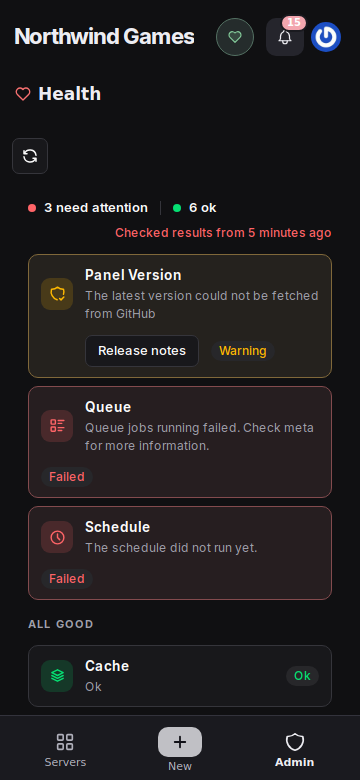 Northwind Games
15
Health
3 need attention
6 ok
Checked results from 5 minutes ago
Panel Version
The latest version could not be fetched
from GitHub
Release notes
Warning
Queue
Queue jobs running failed. Check meta
for more information.
Failed
Schedule
The schedule did not run yet.
Failed
ALL GOOD
Cache
Ok
Ok
Servers
New
Admin